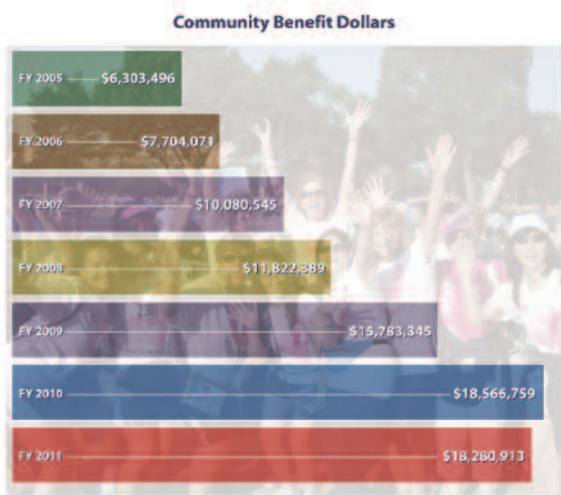 Community Benefit Dollars
FY 2005 $6,303,496
FY 2006 $7,704,071
FY 2007 $10,080,545
FY 2008 $11,822,389
2301
FY 2009 $15,783,345
FY 2010 $18,566,759
FY 2011 $18,280,913